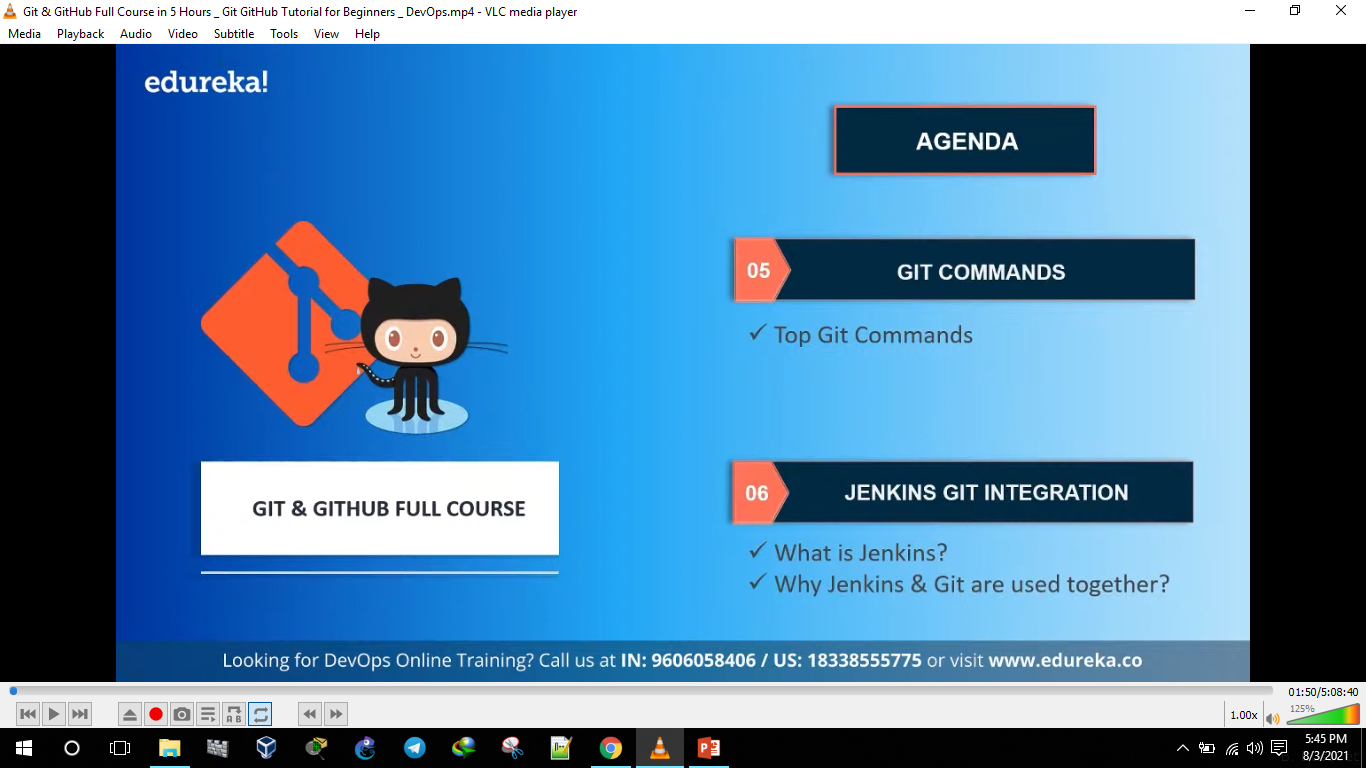 Git & GitHub Full Course in 5 Hours _ Git GitHub Tutorial for Beginners _ DevOps.mp4 - VLC media player
Media Playback Audio Video Subtitle Tools View Help
edureka!
AGENDA
05 GIT COMMANDS
✓ Top Git Commands
06 JENKINS GIT INTEGRATION
✓ What is Jenkins?
✓ Why Jenkins & Git are used together?
GIT & GITHUB FULL COURSE
Looking for DevOps Online Training? Call us at IN: 9606058406 / US: 18338555775 or visit www.edureka.co
01:50/5:08:40
1.00x
125%
A B
5:45 PM
8/3/2021